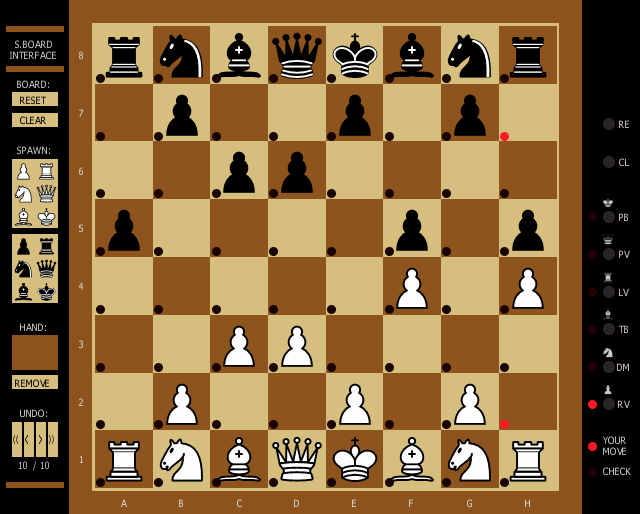 S.BOARD
INTERFACE
BOARD:
RESET
CLEAR
SPAWN:
HAND:
REMOVE
UNDO:
10 / 10
8
7
6
5
4
3
2
1
A B C D E F G H
RE
CL
PB
PV
LV
TB
DM
RV
YOUR
MOVE
CHECK